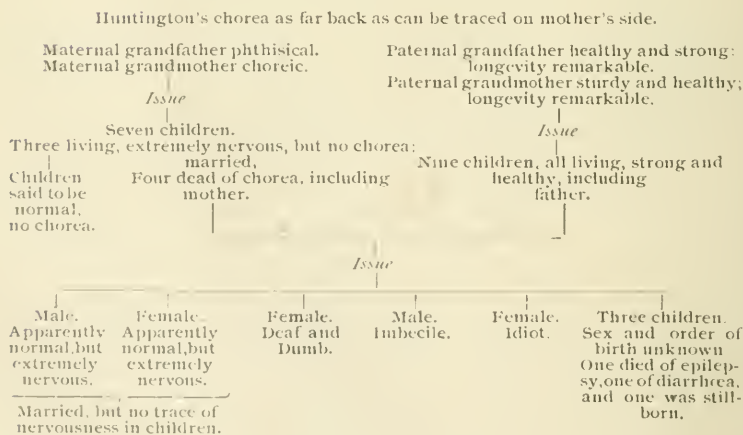 Huntington's chorea as far back as can be traced on mother's side.
Maternal grandfather phthisical.
Maternal grandmother choreic.
Issue
Seven children.
Three living, extremely nervous, but no chorea;
married,
Children
said to be
normal,
no chorea.
Four dead of chorea, including
mother.
Paternal grandfather healthy and strong:
longevity remarkable.
Paternal grandmother sturdy and healthy;
longevity remarkable.
Issue
Nine children, all living, strong and
healthy, including
father.
Issue
Male.
Apparently
normal, but
extremely
nervous.
Female.
Apparently
normal, but
extremely
nervous.
Married, but no trace of
nervousness in children.
Female.
Deaf and
Dumb.
Male.
Imbecile.
Female.
Idiot.
Three children.
Sex and order of
birth unknown
One died of epilep-
sy, one of diarrhœa,
and one was still-
born.